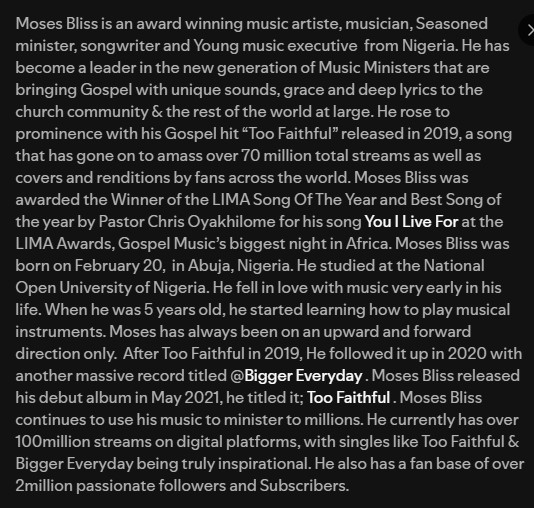 Moses Bliss is an award winning music artiste, musician, Seasoned
minister, songwriter and Young music executive from Nigeria. He has
become a leader in the new generation of Music Ministers that are
bringing Gospel with unique sounds, grace and deep lyrics to the
church community & the rest of the world at large. He rose to
prominence with his Gospel hit “Too Faithful” released in 2019, a song
that has gone on to amass over 70 million total streams as well as
covers and renditions by fans across the world. Moses Bliss was
awarded the Winner of the LIMA Song Of The Year and Best Song of
the year by Pastor Chris Oyakhilome for his song You I Live For at the
LIMA Awards, Gospel Music’s biggest night in Africa. Moses Bliss was
born on February 20, in Abuja, Nigeria. He studied at the National
Open University of Nigeria. He fell in love with music very early in his
life. When he was 5 years old, he started learning how to play musical
instruments. Moses has always been on an upward and forward
direction only. After Too Faithful in 2019, He followed it up in 2020 with
another massive record titled @Bigger Everyday . Moses Bliss released
his debut album in May 2021, he titled it; Too Faithful . Moses Bliss
continues to use his music to minister to millions. He currently has over
100million streams on digital platforms, with singles like Too Faithful &
Bigger Everyday being truly inspirational. He also has a fan base of over
2million passionate followers and Subscribers.